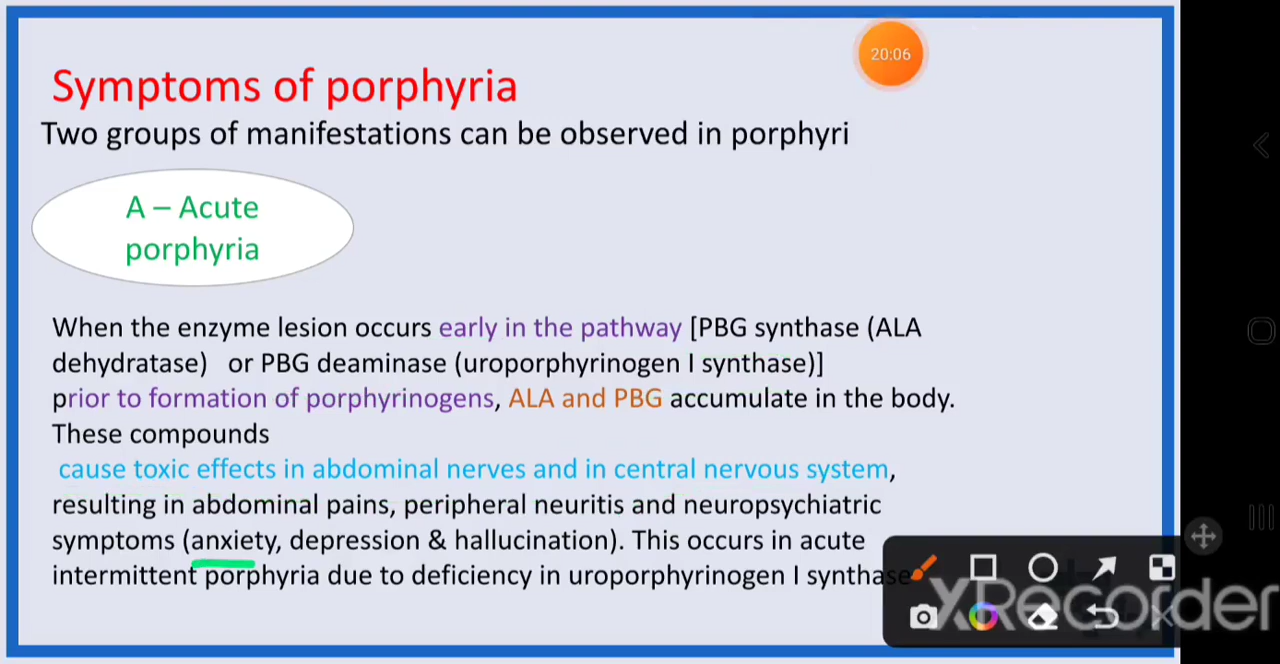 20:06
Symptoms of porphyria
Two groups of manifestations can be observed in porphyri
A – Acute
porphyria
When the enzyme lesion occurs early in the pathway [PBG synthase (ALA
dehydratase) or PBG deaminase (uroporphyrinogen I synthase)]
prior to formation of porphyrinogens, ALA and PBG accumulate in the body.
These compounds
cause toxic effects in abdominal nerves and in central nervous system,
resulting in abdominal pains, peripheral neuritis and neuropsychiatric
symptoms (anxiety, depression & hallucination). This occurs in acute
intermittent porphyria due to deficiency in uroporphyrinogen I synthase
XRecorder